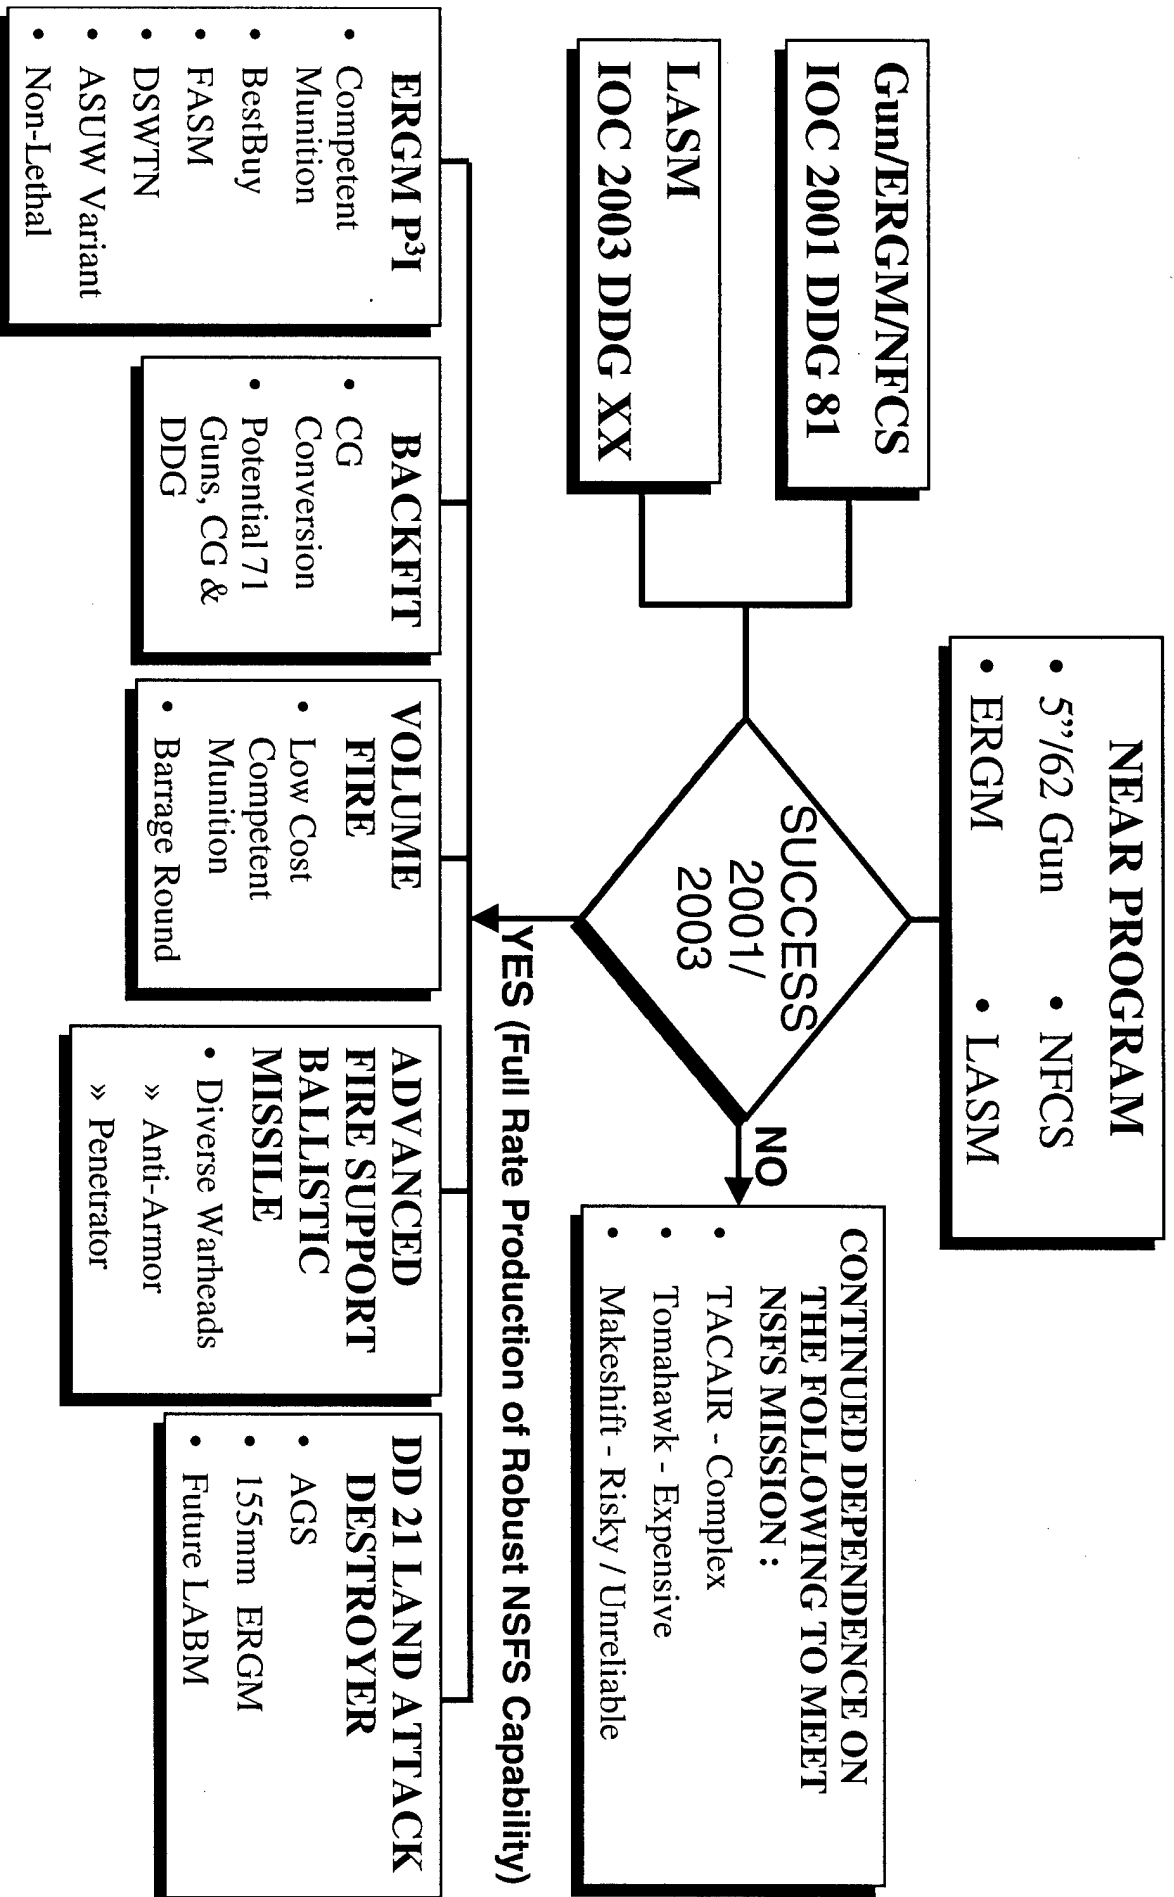 NEAR PROGRAM
• 5”/62 Gun • NFCS
• ERGM • LASM
Gun/ERGM/NFCS
IOC 2001 DDG 81
LASM
IOC 2003 DDG XX
SUCCESS
2001/
2003
NO
CONTINUED DEPENDENCE ON
THE FOLLOWING TO MEET
NSFS MISSION :
• TACAIR - Complex
• Tomahawk - Expensive
• Makeshift - Risky / Unreliable
YES (Full Rate Production of Robust NSFS Capability)
ERGM P³I
• Competent
Munition
• BestBuy
• FASM
• DSWTN
• ASUW Variant
• Non-Lethal
BACKFIT
• CG
Conversion
• Potential 71
Guns, CG &
DDG
VOLUME
FIRE
• Low Cost
Competent
Munition
• Barrage Round
ADVANCED
FIRE SUPPORT
BALLISTIC
MISSILE
• Diverse Warheads
» Anti-Armor
» Penetrator
DD 21 LAND ATTACK
DESTROYER
• AGS
• 155mm ERGM
• Future LABM